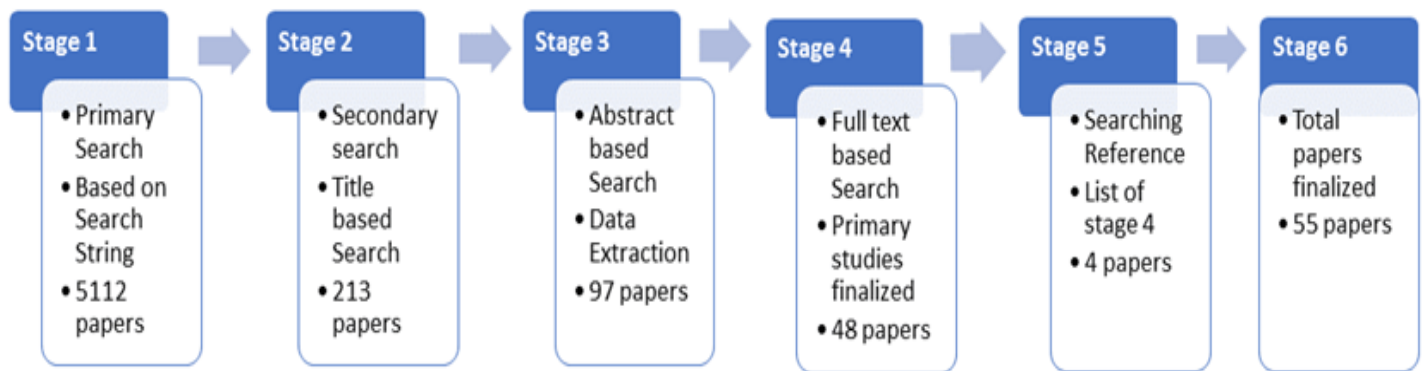 Stage 1
• Primary
Search
• Based on
Search
String
• 5112
papers
Stage 2
• Secondary
search
• Title
based
Search
• 213
papers
Stage 3
• Abstract
based
Search
• Data
Extraction
• 97 papers
Stage 4
• Full text
based
Search
• Primary
studies
finalized
• 48 papers
Stage 5
• Searching
Reference
• List of
stage 4
• 4 papers
Stage 6
• Total
papers
finalized
• 55 papers